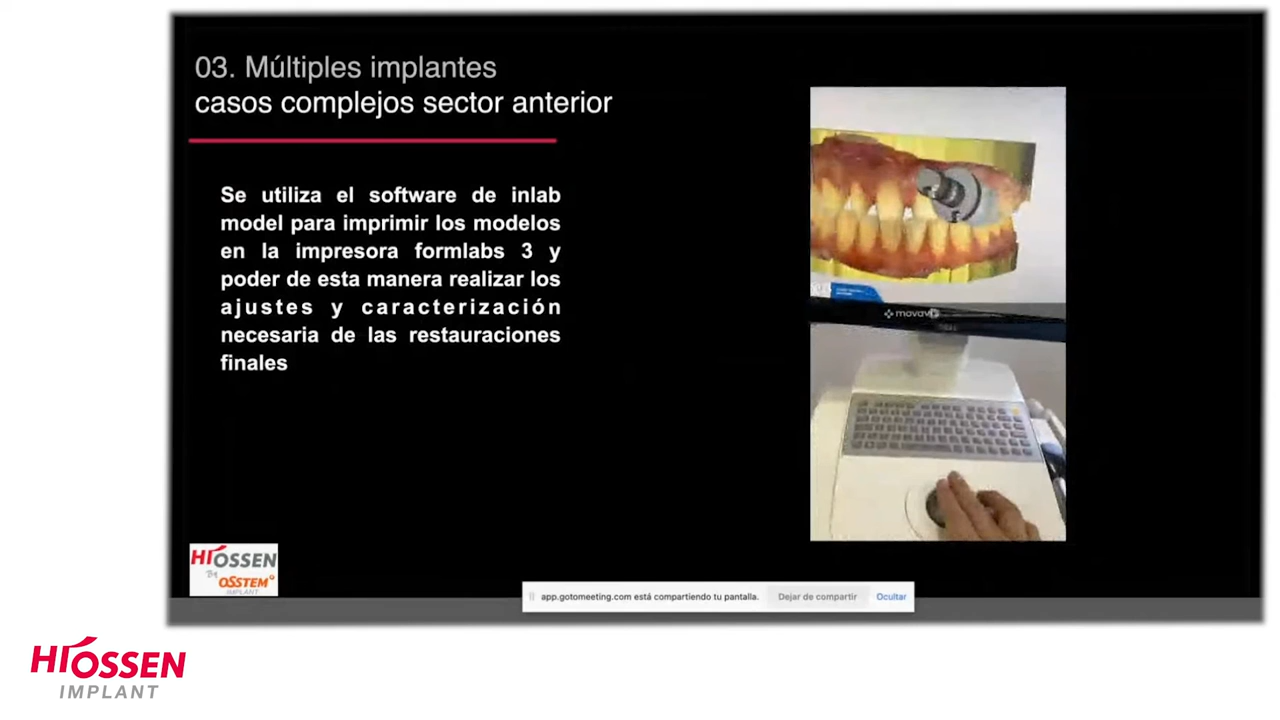 03. Múltiples implantes
casos complejos sector anterior
Se utiliza el software de inlab
model para imprimir los modelos
en la impresora formlabs 3 y
poder de esta manera realizar los
ajustes y caracterización
necesaria de las restauraciones
finales
movavi
HIOSSEN
By
OSSTEM
IMPLANT
app.gotomeeting.com está compartiendo tu pantalla. Dejar de compartir Ocultar
HIOSSEN
IMPLANT